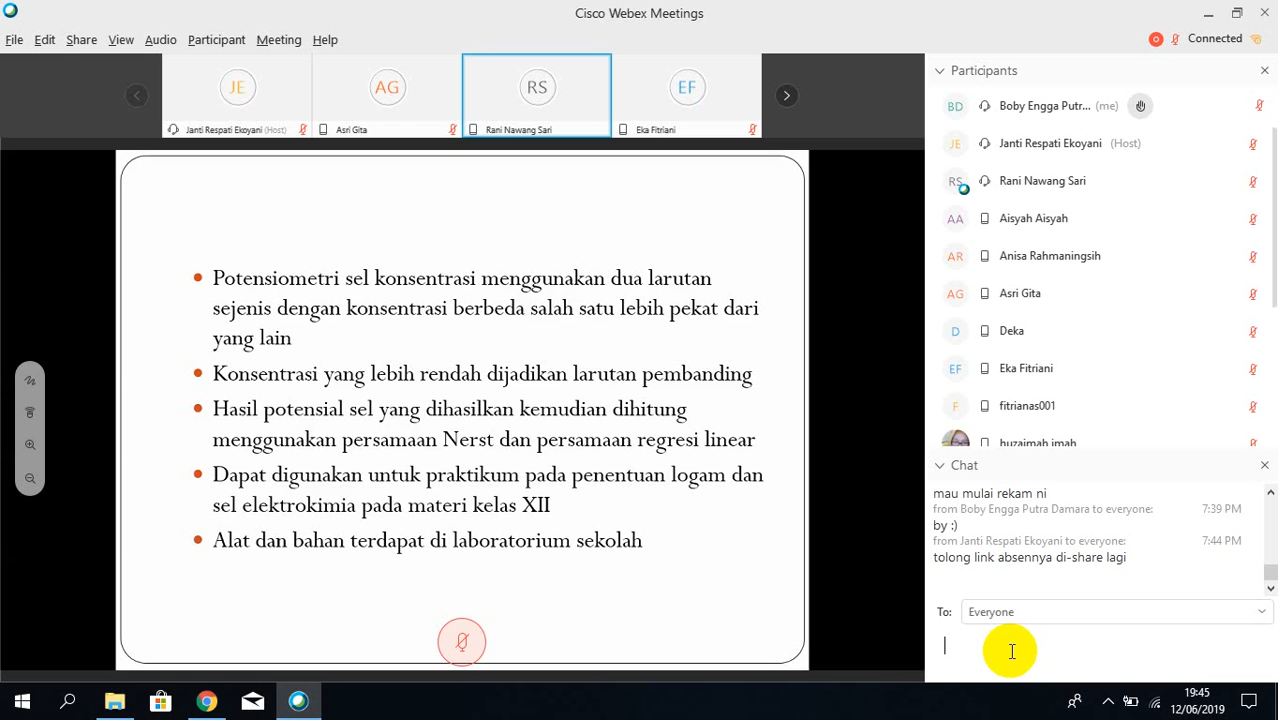 Cisco Webex Meetings
File Edit Share View Audio Participant Meeting Help
Connected
JE
Janti Respati Ekoyani (Host)
AG
Asri Gita
RS
Rani Nawang Sari
EF
Eka Fitriani
• Potensiometri sel konsentrasi menggunakan dua larutan
sejenis dengan konsentrasi berbeda salah satu lebih pekat dari
yang lain
• Konsentrasi yang lebih rendah dijadikan larutan pembanding
• Hasil potensial sel yang dihasilkan kemudian dihitung
menggunakan persamaan Nerst dan persamaan regresi linear
• Dapat digunakan untuk praktikum pada penentuan logam dan
sel elektrokimia pada materi kelas XII
• Alat dan bahan terdapat di laboratorium sekolah
Participants
BD Boby Engga Putr... (me)
JE Janti Respati Ekoyani (Host)
RS Rani Nawang Sari
AA Aisyah Aisyah
AR Anisa Rahmaningsih
AG Asri Gita
D Deka
EF Eka Fitriani
F fitrianas001
huzaimah imah
Chat
mau mulai rekam ni
from Boby Engga Putra Damara to everyone: 7:39 PM
by :)
from Janti Respati Ekoyani to everyone: 7:44 PM
tolong link absennya di-share lagi
To: Everyone
19:45
12/06/2019